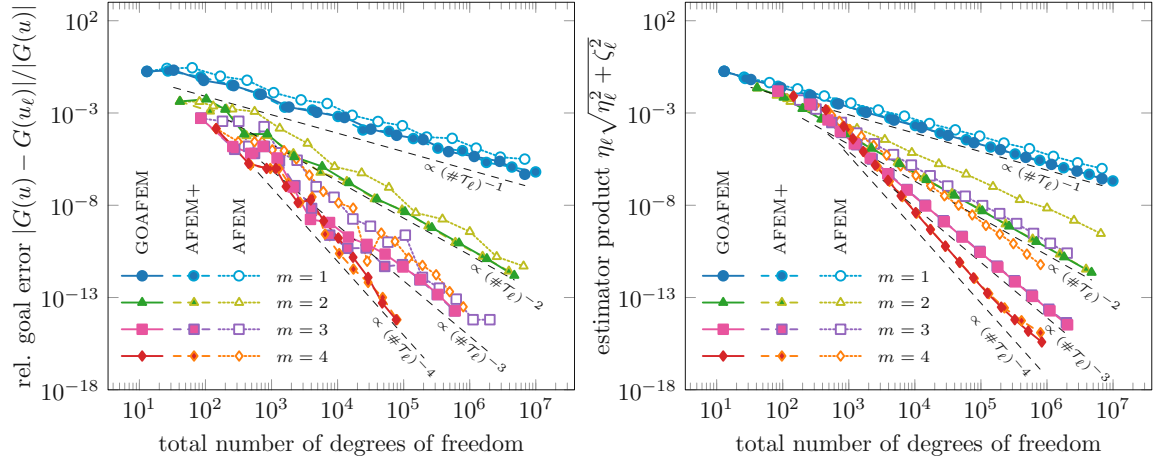 rel. goal error |G(u) − G(u_ℓ)|/|G(u)|
10^2
10^{−3}
10^{−8}
10^{−13}
10^{−18}
GOAFEM
AFEM+
AFEM
m = 1
m = 2
m = 3
m = 4
∝ (#𝒯_ℓ)^{−1}
∝ (#𝒯_ℓ)^{−2}
∝ (#𝒯_ℓ)^{−3}
∝ (#𝒯_ℓ)^{−4}
10^1 10^2 10^3 10^4 10^5 10^6 10^7
total number of degrees of freedom
estimator product η_ℓ√(η_ℓ^2 + ζ_ℓ^2)
10^2
10^{−3}
10^{−8}
10^{−13}
10^{−18}
GOAFEM
AFEM+
AFEM
m = 1
m = 2
m = 3
m = 4
∝ (#𝒯_ℓ)^{−1}
∝ (#𝒯_ℓ)^{−2}
∝ (#𝒯_ℓ)^{−3}
∝ (#𝒯_ℓ)^{−4}
10^1 10^2 10^3 10^4 10^5 10^6 10^7
total number of degrees of freedom